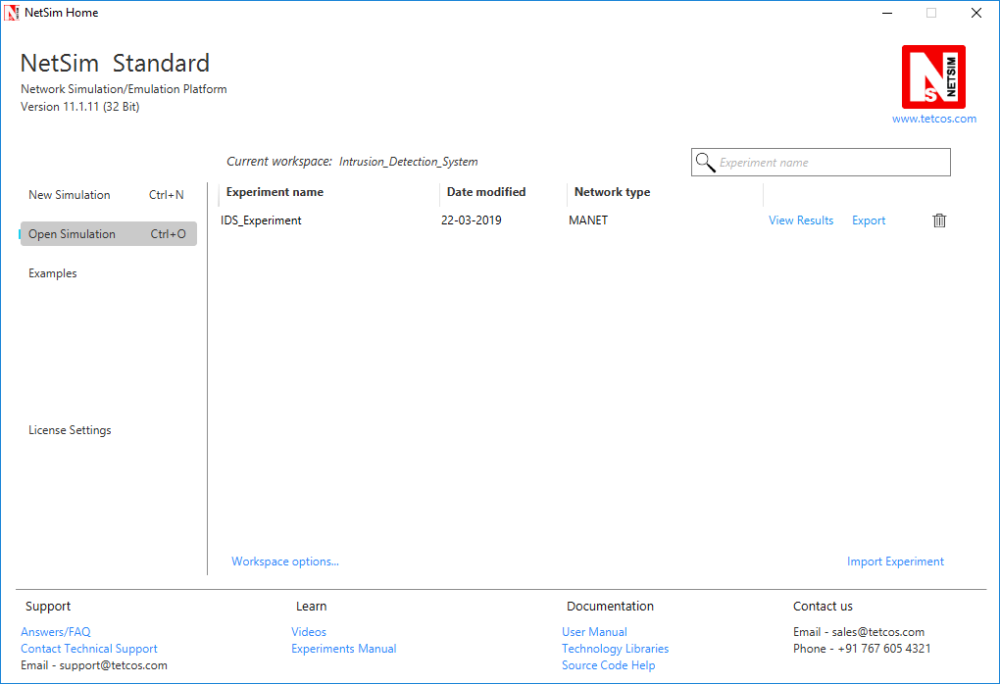 NetSim Home
NetSim Standard
Network Simulation/Emulation Platform
Version 11.1.11 (32 Bit)
NS NETSIM
www.tetcos.com
Current workspace: Intrusion_Detection_System
Experiment name
New Simulation Ctrl+N
Open Simulation Ctrl+O
Examples
License Settings
Experiment name Date modified Network type
IDS_Experiment 22-03-2019 MANET View Results Export
Workspace options... Import Experiment
Support
Answers/FAQ
Contact Technical Support
Email - support@tetcos.com
Learn
Videos
Experiments Manual
Documentation
User Manual
Technology Libraries
Source Code Help
Contact us
Email - sales@tetcos.com
Phone - +91 767 605 4321